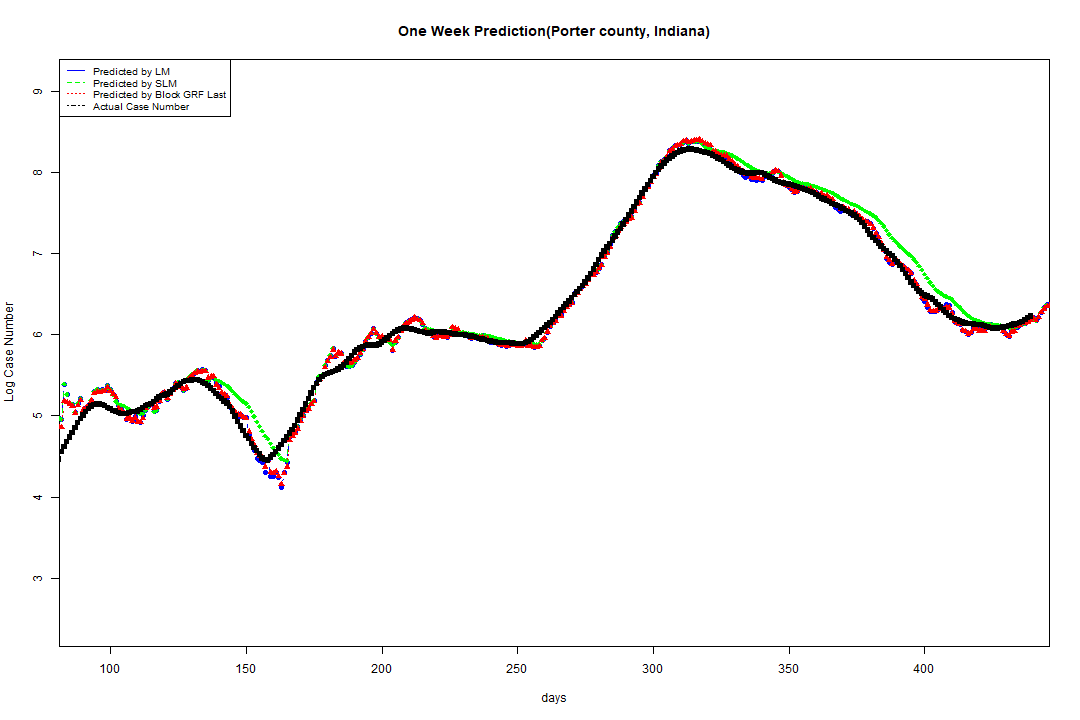 One Week Prediction(Porter county, Indiana)
Predicted by LM
Predicted by SLM
Predicted by Block GRF Last
Actual Case Number
9
8
7
6
5
4
3
Log Case Number
100 150 200 250 300 350 400
days